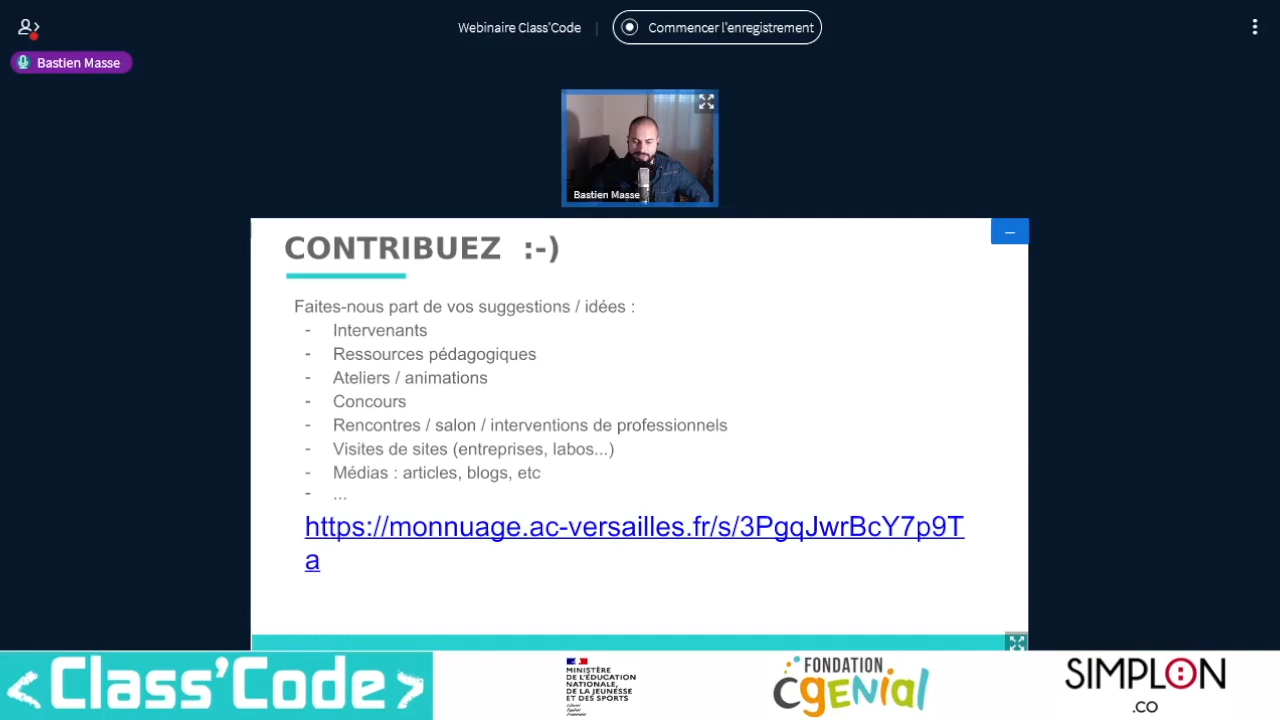 Webinaire Class'Code
Commencer l'enregistrement
Bastien Masse
Bastien Masse
CONTRIBUEZ :-)
Faites-nous part de vos suggestions / idées :
- Intervenants
- Ressources pédagogiques
- Ateliers / animations
- Concours
- Rencontres / salon / interventions de professionnels
- Visites de sites (entreprises, labos...)
- Médias : articles, blogs, etc
- ...
https://monnuage.ac-versailles.fr/s/3PgqJwrBcY7p9T
a
<Class'Code>
MINISTÈRE
DE L'ÉDUCATION
NATIONALE,
DE LA JEUNESSE
ET DES SPORTS
Liberté
Égalité
Fraternité
FONDATION
CGENIAL
SIMPLON
.CO